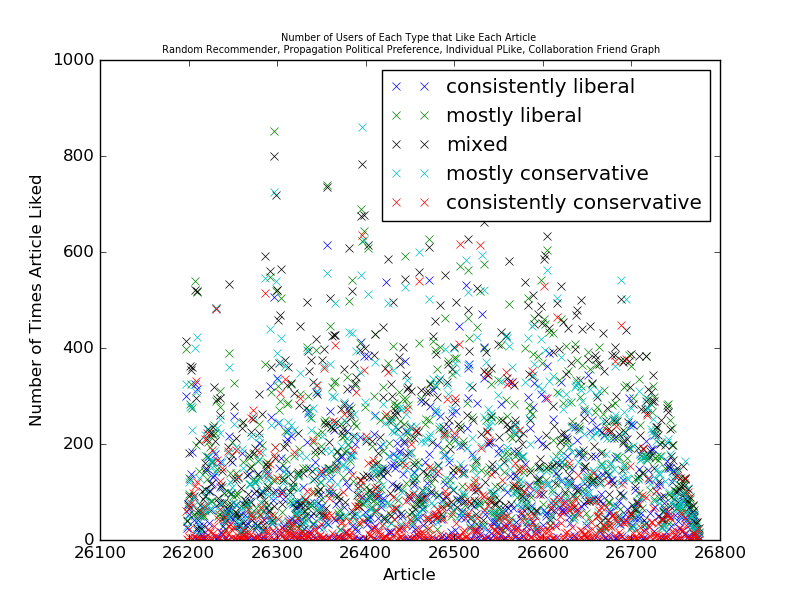 Number of Users of Each Type that Like Each Article
Random Recommender, Propagation Political Preference, Individual PLike, Collaboration Friend Graph
1000
800
600
400
200
0
consistently liberal
mostly liberal
mixed
mostly conservative
consistently conservative
Number of Times Article Liked
26100 26200 26300 26400 26500 26600 26700 26800
Article